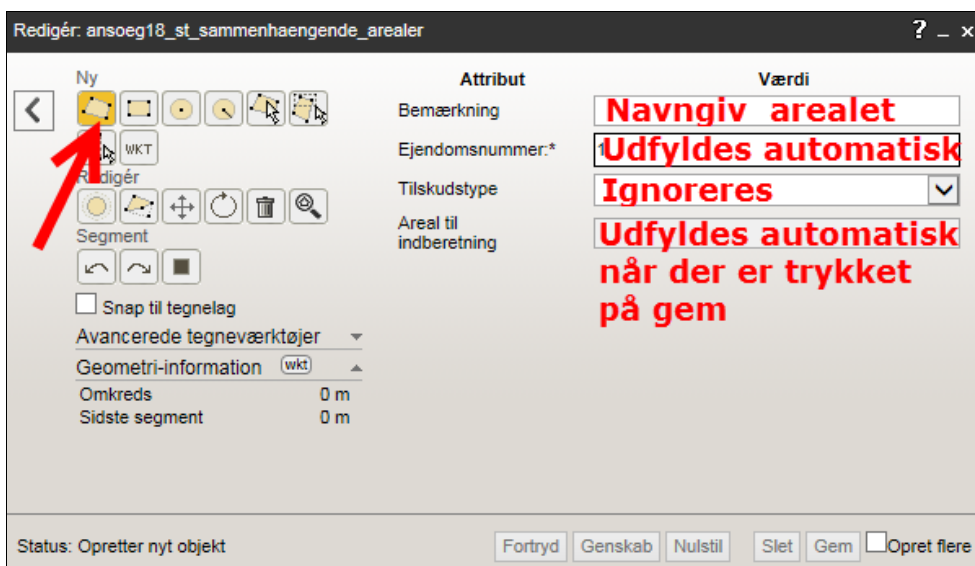 Redigér: ansoeg18_st_sammenhaengende_arealer ? _ x
Ny
WKT
Redigér
Segment
Snap til tegnelag
Avancerede tegneværktøjer
Geometri-information wkt
Omkreds 0 m
Sidste segment 0 m
Attribut Værdi
Bemærkning Navngiv arealet
Ejendomsnummer:* 1Udfyldes automatisk
Tilskudstype Ignoreres
Areal til
indberetning
Udfyldes automatisk
når der er trykket
på gem
Status: Opretter nyt objekt Fortryd Genskab Nulstil Slet Gem Opret flere